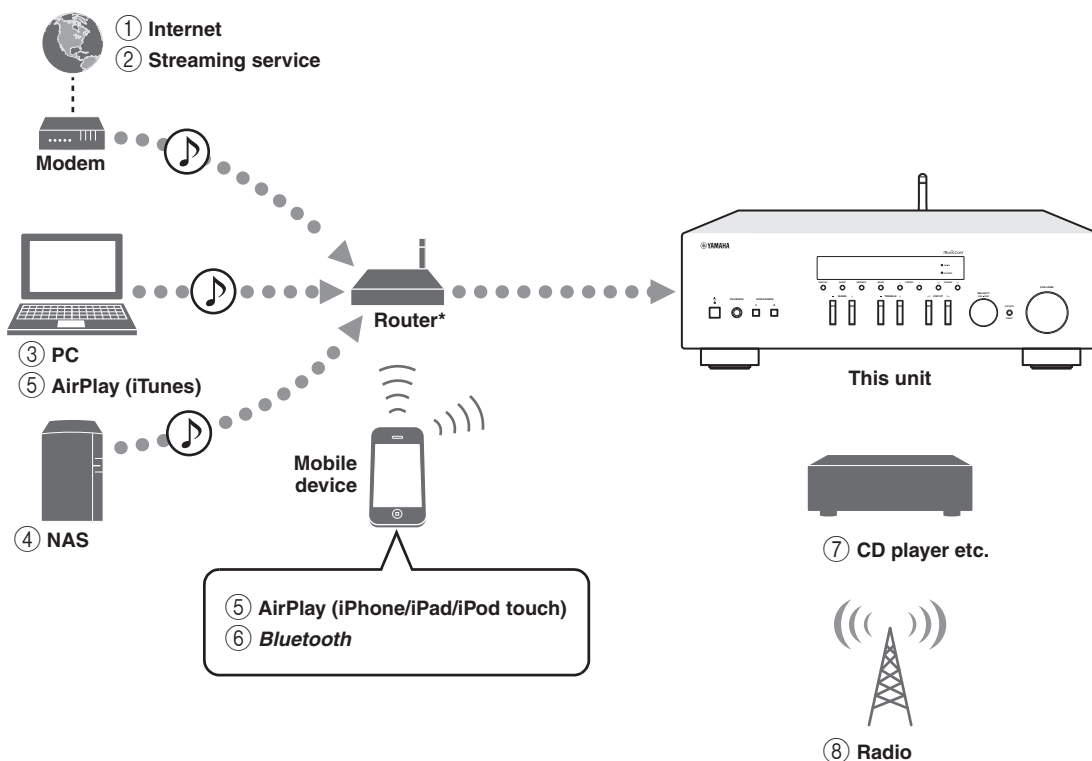 ① Internet
② Streaming service
Modem
③ PC
⑤ AirPlay (iTunes)
④ NAS
Router*
Mobile
device
⑤ AirPlay (iPhone/iPad/iPod touch)
⑥ Bluetooth
YAMAHA
This unit
⑦ CD player etc.
⑧ Radio